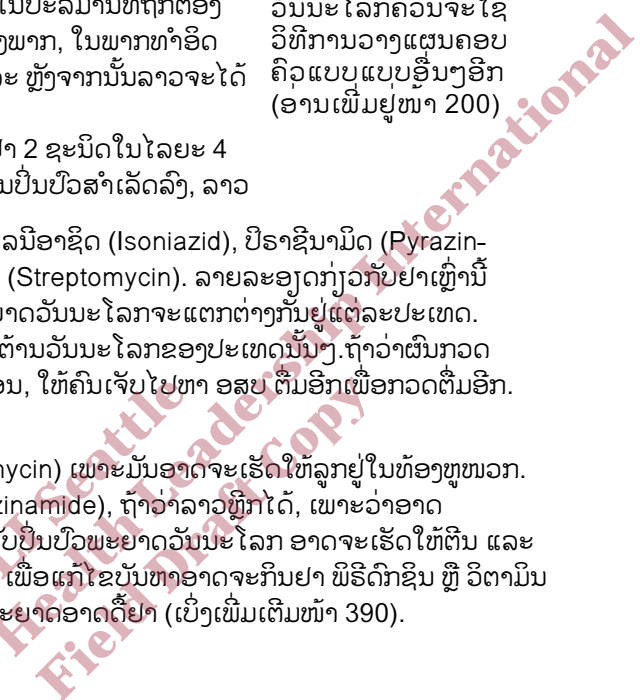 ໃນປະລິມານທີ່ຖືກຕ້ອງ
ງພາກ, ໃນພາກທຳອິດ
ະ ຫຼັງຈາກນັ້ນລາວຈະໄດ້
ວັນນະໂລກຄວນຈະໃຊ້
ວິທີການວາງແຜນຄອບ
ຄົວແບບແບບອື່ນໆອີກ
(ອ່ານເພີ່ມຢູ່ໜ້າ 200)
ຢາ 2 ຊະນິດໃນໄລຍະ 4
ນປິ່ນປົວສຳເລັດລົງ, ລາວ
ລນີອາຊິດ (Isoniazid), ປິຣາຊີນາມິດ (Pyrazin-
(Streptomycin). ລາຍລະອຽດກ່ຽວກັບຢາເຫຼົ່ານີ້
ຍາດວັນນະໂລກຈະແຕກຕ່າງກັນຢູ່ແຕ່ລະປະເທດ.
ຕ້ານວັນນະໂລກຂອງປະເທດນັ້ນໆ.ຖ້າວ່າຜົນກວດ
ອນ, ໃຫ້ຄົນເຈັບໄປຫາ ອສບ ຕື່ມອີກເພື່ອກວດຕື່ມອີກ.
mycin) ເພາະມັນອາດຈະເຮັດໃຫ້ລູກຢູ່ໃນທ້ອງຫູໜວກ.
zinamide), ຖ້າວ່າລາວຫຼີກໄດ້, ເພາະວ່າອາດ
ັບປິ່ນປົວພະຍາດວັນນະໂລກ ອາດຈະເຮັດໃຫ້ຕີນ ແລະ
ເພື່ອແກ້ໄຂບັນຫາອາດຈະກິນຢາ ພິຣີດົກຊິນ ຫຼື ວິຕາມິນ
ະຍາດອາດດື້ຢາ (ເບິ່ງເພີ່ມເຕີມໜ້າ 390).
LI Seattle
Health Leadership International
Field Draft Copy